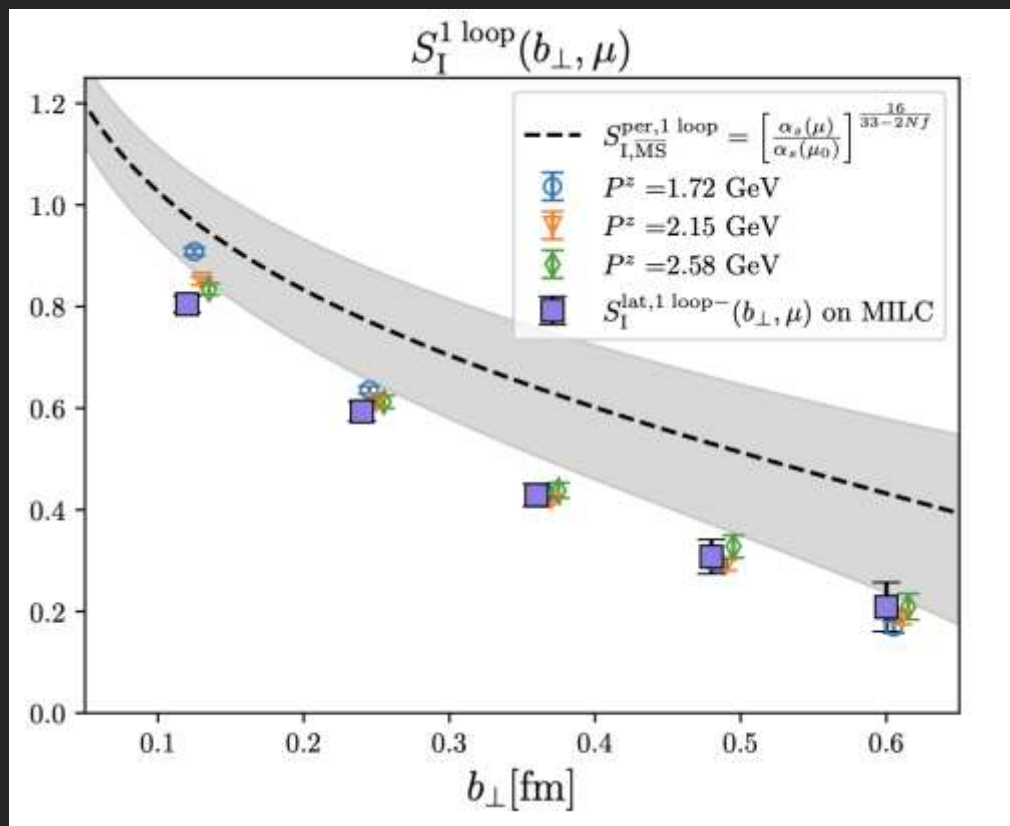 S_I^{1 loop}(b_⊥, μ)
S_{I,\overline{MS}}^{per,1 loop} = [α_s(μ)/α_s(μ_0)]^{16/(33−2Nf)}
P^z =1.72 GeV
P^z =2.15 GeV
P^z =2.58 GeV
S_I^{lat,1 loop−}(b_⊥, μ) on MILC
1.2
1.0
0.8
0.6
0.4
0.2
0.0
0.1 0.2 0.3 0.4 0.5 0.6
b_⊥[fm]